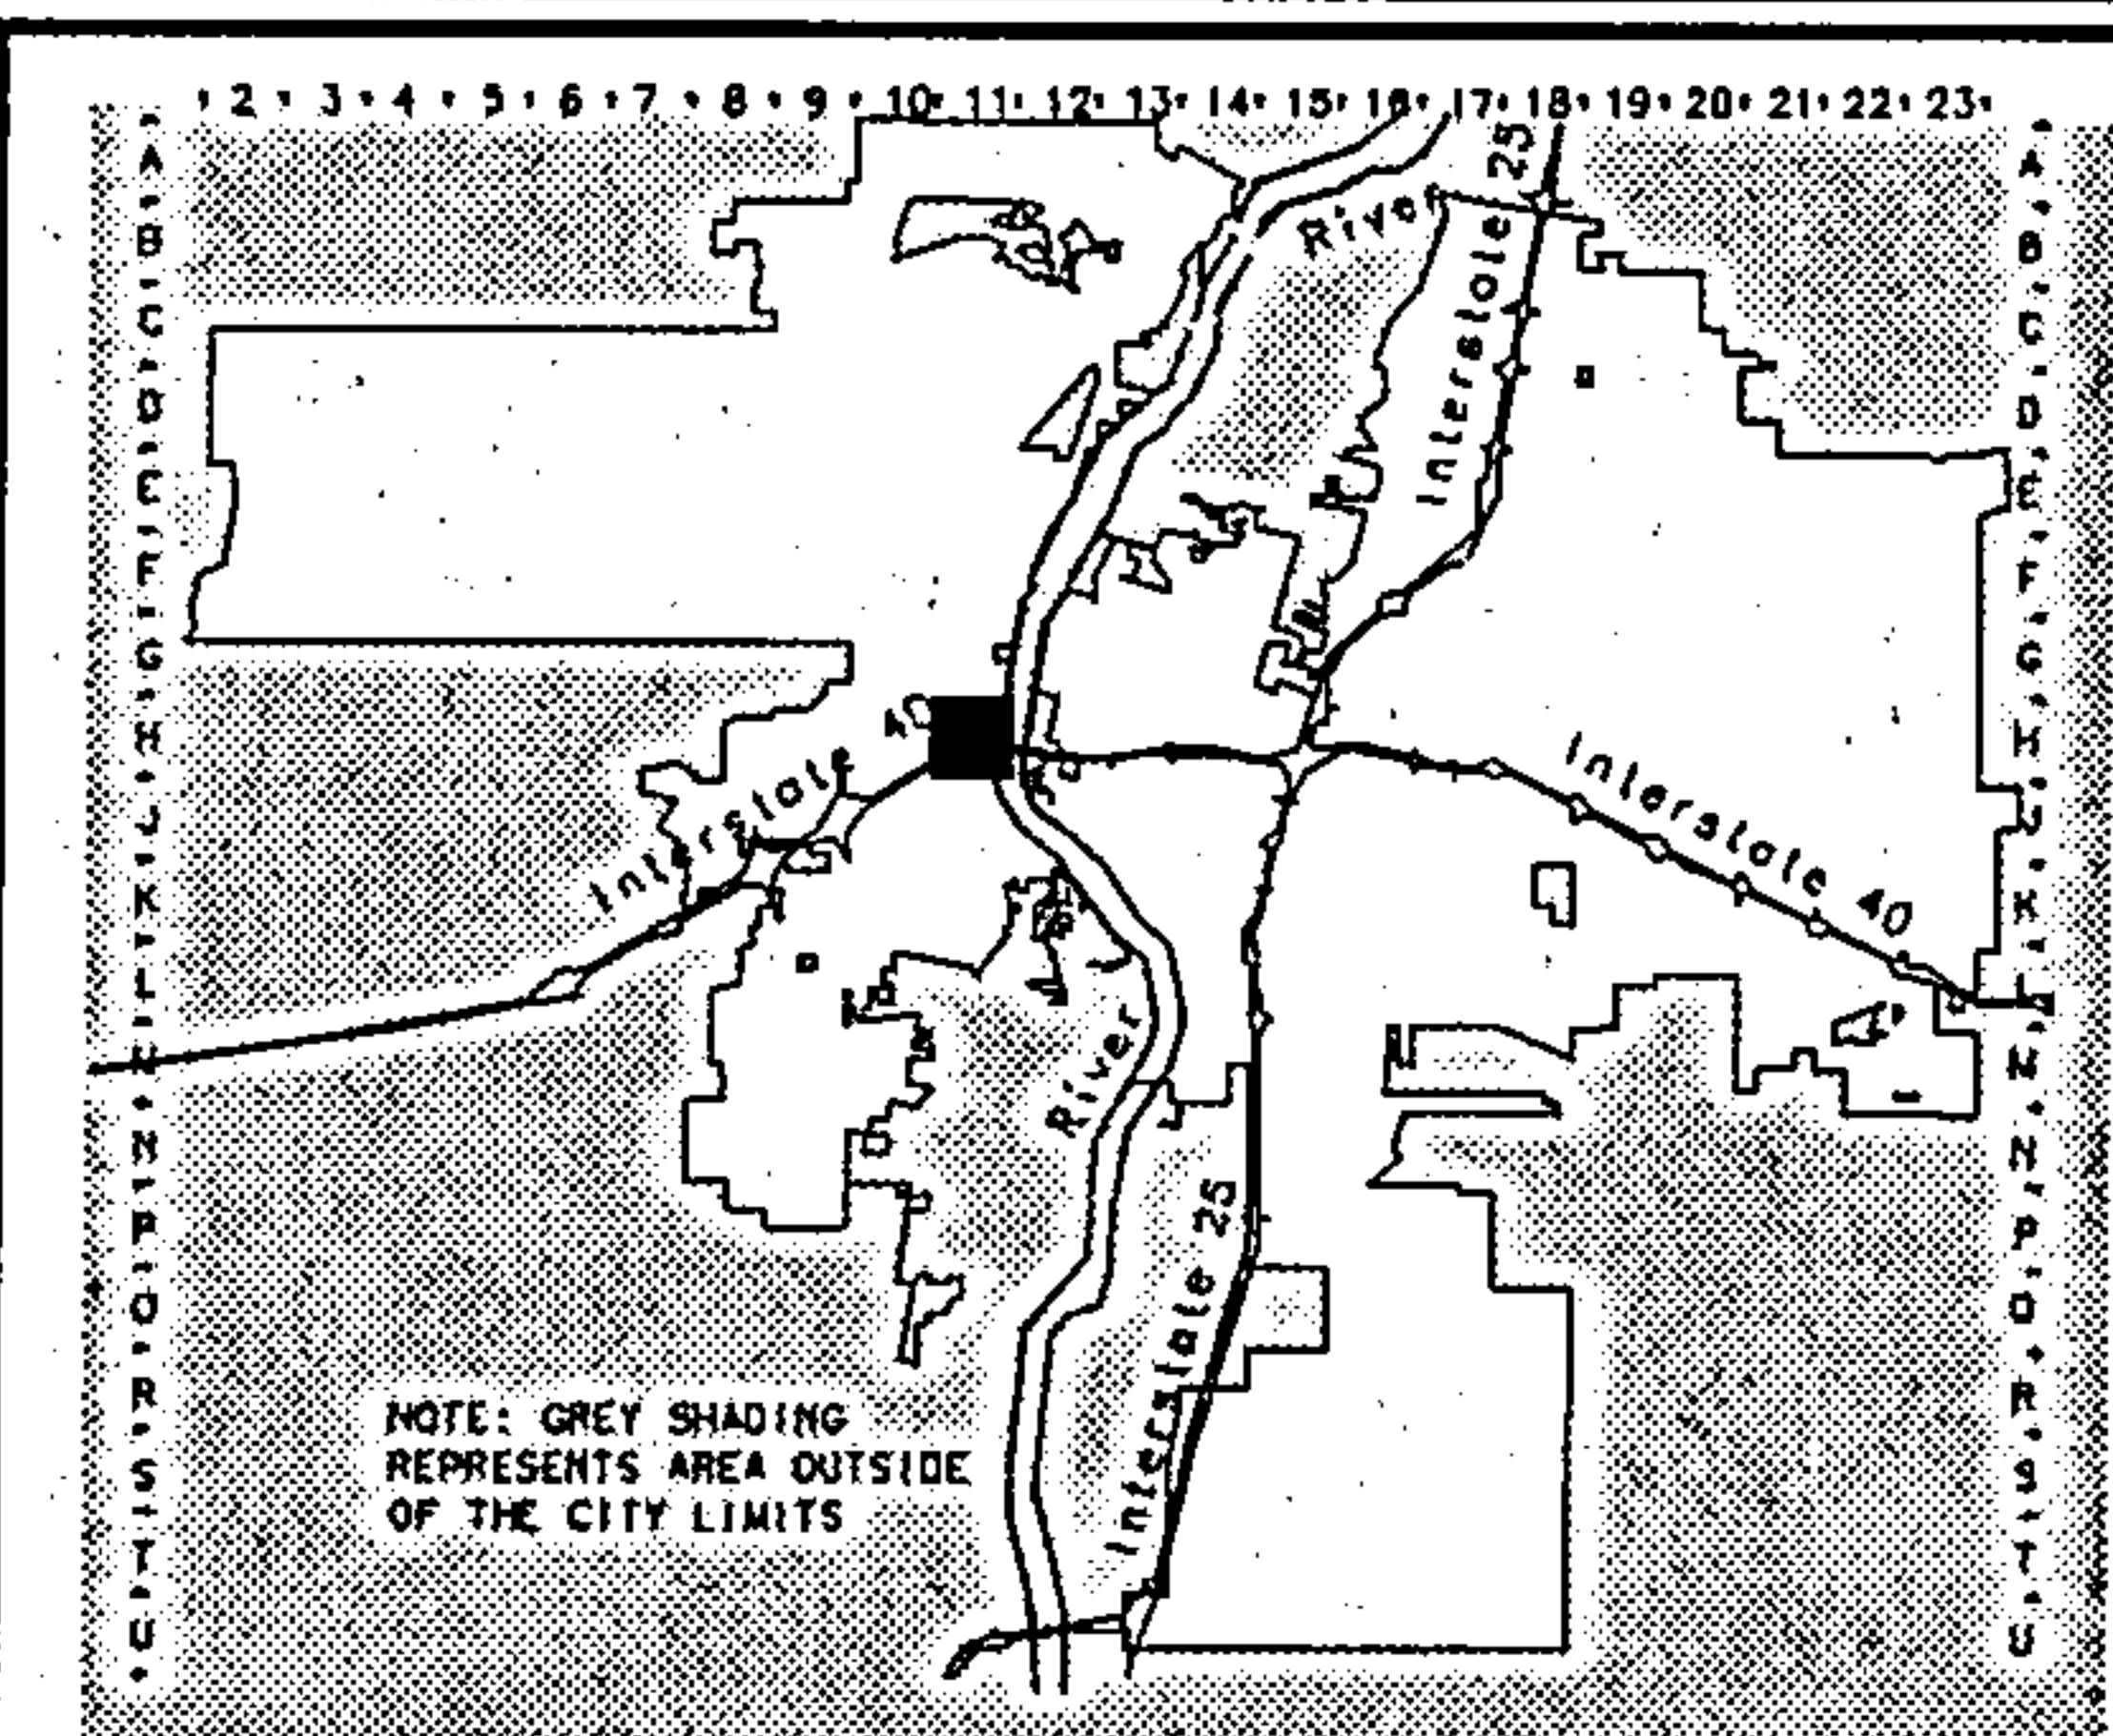 2 3 4 5 6 7 8 9 10 11 12 13 14 15 16 17 18 19 20 21 22 23
A A
B B
C C
D D
E E
F F
G G
H H
J J
K K
L L
M M
N N
P P
Q Q
R R
S S
T T
U U
River
Interstate 25
Interstate 40
Interstate 40
River
Interstate 25
NOTE: GREY SHADING
REPRESENTS AREA OUTSIDE
OF THE CITY LIMITS